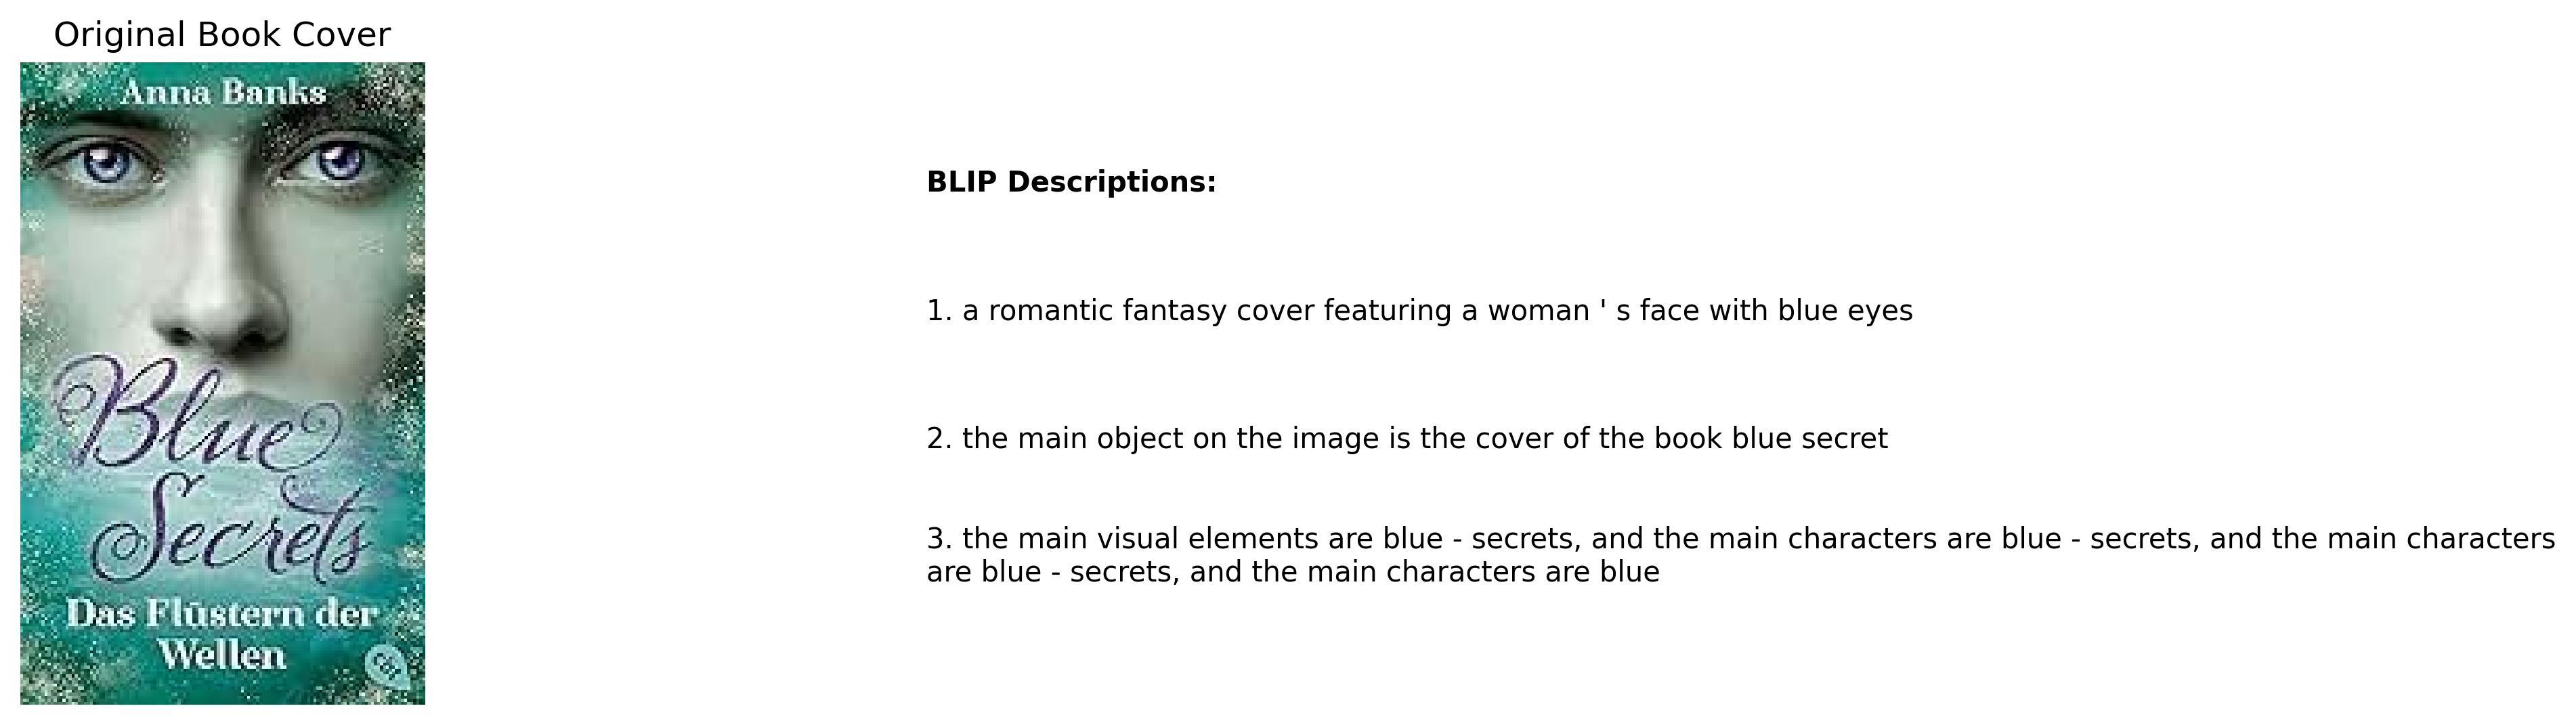 Original Book Cover
Anna Banks
Blue
Secrets
Das Flüstern der
Wellen
cbt
BLIP Descriptions:
1. a romantic fantasy cover featuring a woman ' s face with blue eyes
2. the main object on the image is the cover of the book blue secret
3. the main visual elements are blue - secrets, and the main characters are blue - secrets, and the main characters
are blue - secrets, and the main characters are blue